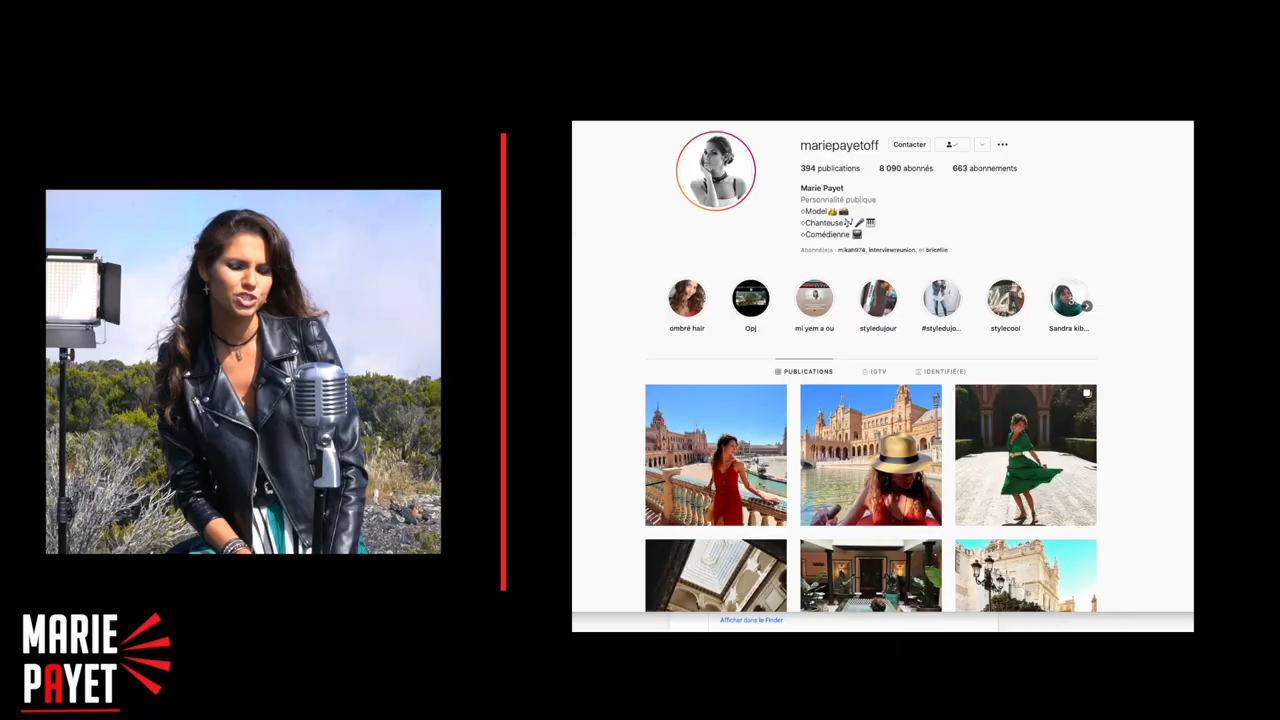 mariepayetoff Contacter
394 publications 8 090 abonnés 663 abonnements
Marie Payet
Personnalité publique
Model
Chanteuse
Comédienne
Abonné(e)s : mikah974, interviewreunion, et bricellie
ombré hair Opj mi yem a ou styledujour #styledujo... stylecool Sandra kib...
PUBLICATIONS IGTV IDENTIFIÉ(E)
Afficher dans le Finder
MARIE
PAYET